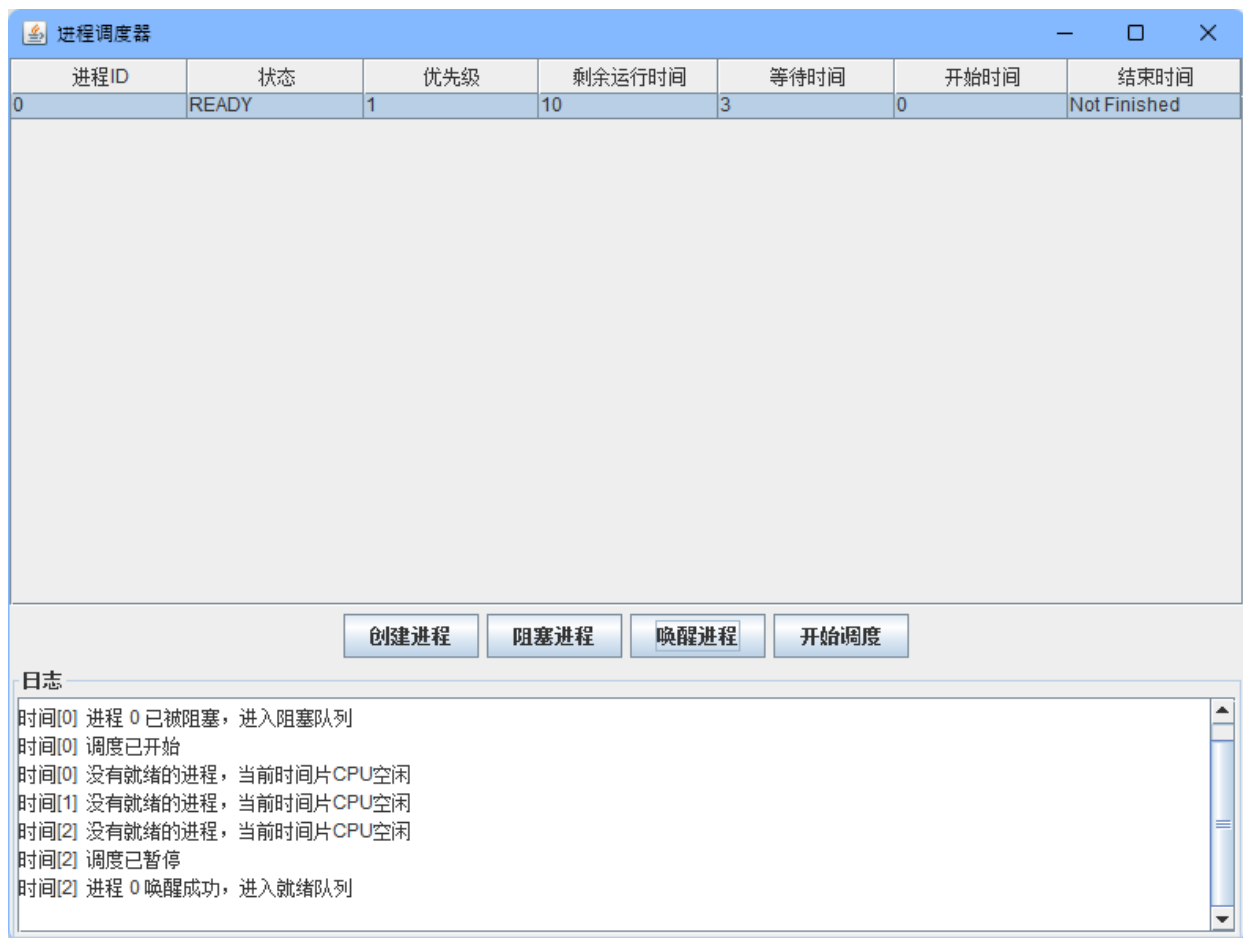 进程调度器
进程ID 状态 优先级 剩余运行时间 等待时间 开始时间 结束时间
0 READY 1 10 3 0 Not Finished
创建进程 阻塞进程 唤醒进程 开始调度
日志
时间[0] 进程 0 已被阻塞，进入阻塞队列
时间[0] 调度已开始
时间[0] 没有就绪的进程，当前时间片CPU空闲
时间[1] 没有就绪的进程，当前时间片CPU空闲
时间[2] 没有就绪的进程，当前时间片CPU空闲
时间[2] 调度已暂停
时间[2] 进程 0 唤醒成功，进入就绪队列